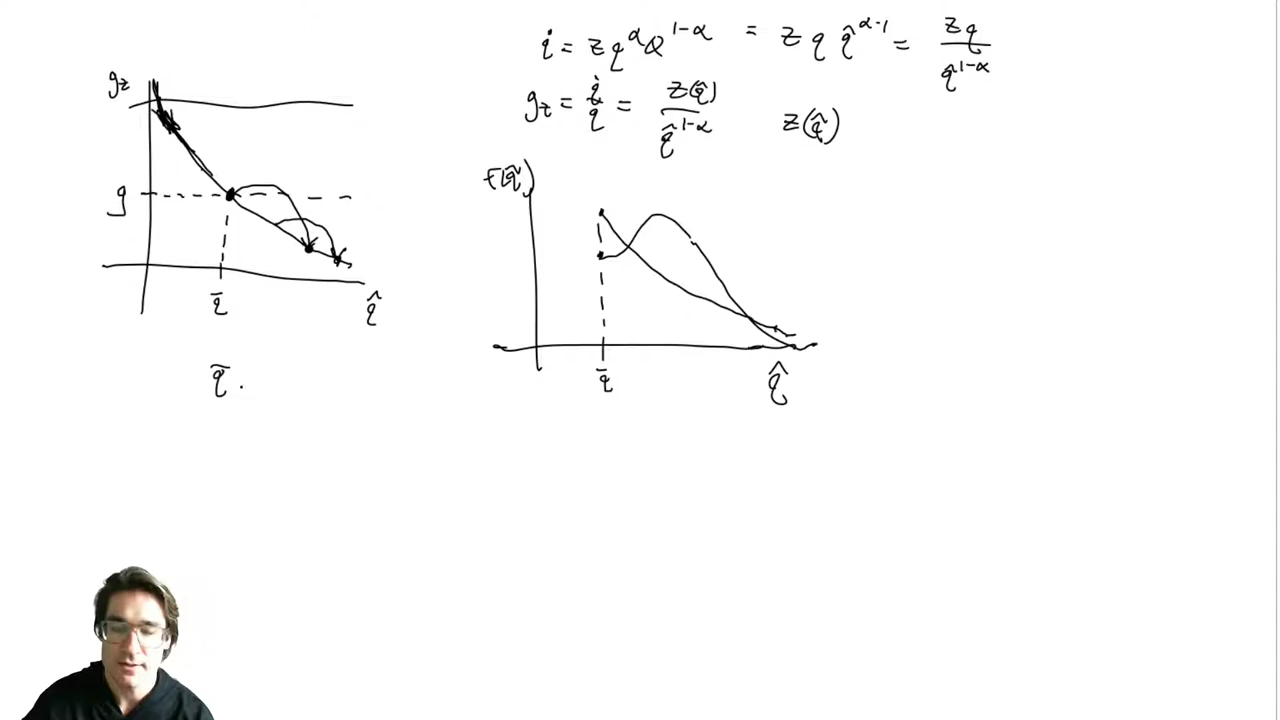 q̇ = z q^α Q^{1-α} = z q q̂^{α-1} = zq / q̂^{1-α}
g_z = q̇/q = z(q̂) / q̂^{1-α} z(q̂)
g_z
g
q̄
q̂
q̄ .
f(q̂)
q̄
q̂